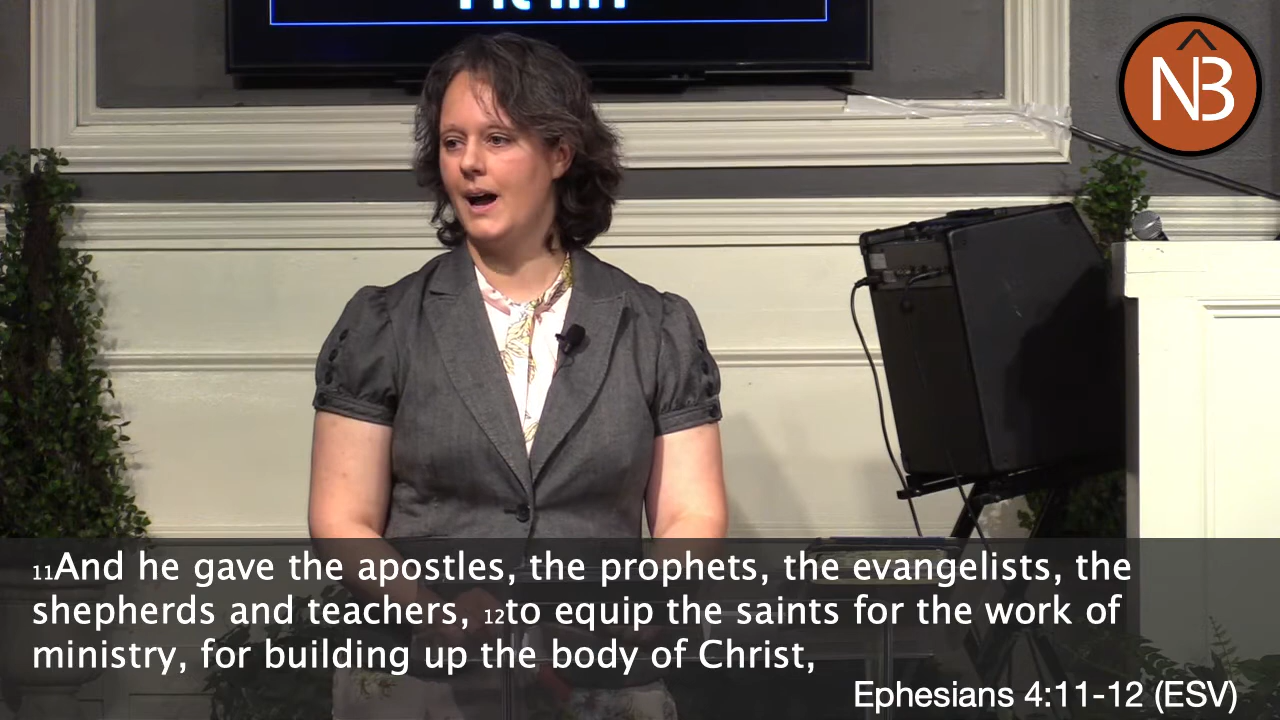 NB
11And he gave the apostles, the prophets, the evangelists, the
shepherds and teachers, 12to equip the saints for the work of
ministry, for building up the body of Christ,
Ephesians 4:11-12 (ESV)